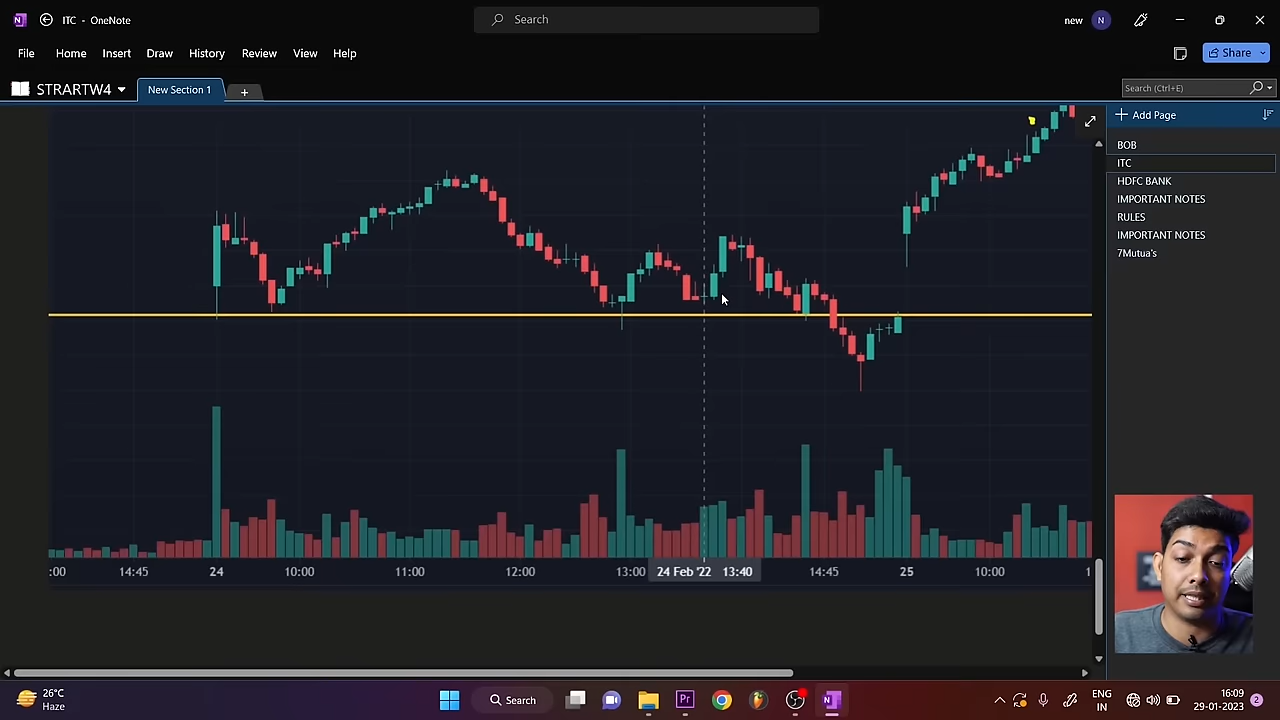 ITC - OneNote
Search
new
N
File Home Insert Draw History Review View Help
Share
STRARTW4
New Section 1
Search (Ctrl+E)
Add Page
BOB
ITC
HDFC BANK
IMPORTANT NOTES
RULES
IMPORTANT NOTES
7Mutua's
:00 14:45 24 10:00 11:00 12:00 13:00 24 Feb '22 13:40 14:45 25 10:00 1
26°C
Haze
Search
Pr
ENG
IN
16:09
29-01-2023
2